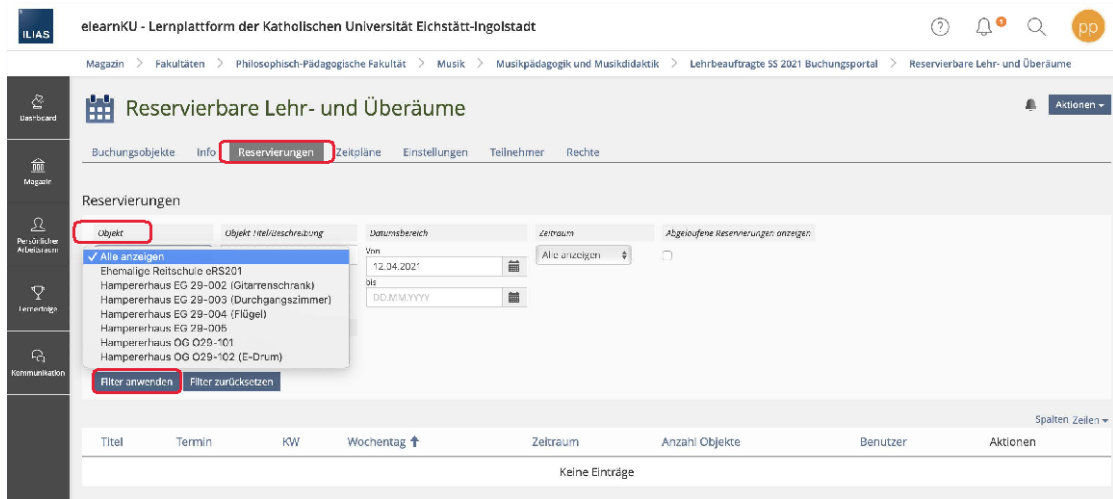 ILIAS
elearnKU - Lernplattform der Katholischen Universität Eichstätt-Ingolstadt
pp
Magazin > Fakultäten > Philosophisch-Pädagogische Fakultät > Musik > Musikpädagogik und Musikdidaktik > Lehrbeauftragte SS 2021 Buchungsportal > Reservierbare Lehr- und Überäume
Dashboard
Magazin
Persönlicher
Arbeitsraum
Lernerfolge
Kommunikation
Reservierbare Lehr- und Überäume
Aktionen
Buchungsobjekte Info Reservierungen Zeitpläne Einstellungen Teilnehmer Rechte
Reservierungen
Objekt Objekt Titel/Beschreibung Datumsbereich Zeitraum Abgelaufene Reservierungen anzeigen
✓ Alle anzeigen
Ehemalige Reitschule eRS201
Hampererhaus EG 29-002 (Gitarrenschrank)
Hampererhaus EG 29-003 (Durchgangszimmer)
Hampererhaus EG 29-004 (Flügel)
Hampererhaus EG 29-005
Hampererhaus OG O29-101
Hampererhaus OG O29-102 (E-Drum)
Von
12.04.2021
bis
DD.MM.YYYY
Alle anzeigen
Filter anwenden Filter zurücksetzen
Spalten Zeilen
Titel Termin KW Wochentag Zeitraum Anzahl Objekte Benutzer Aktionen
Keine Einträge